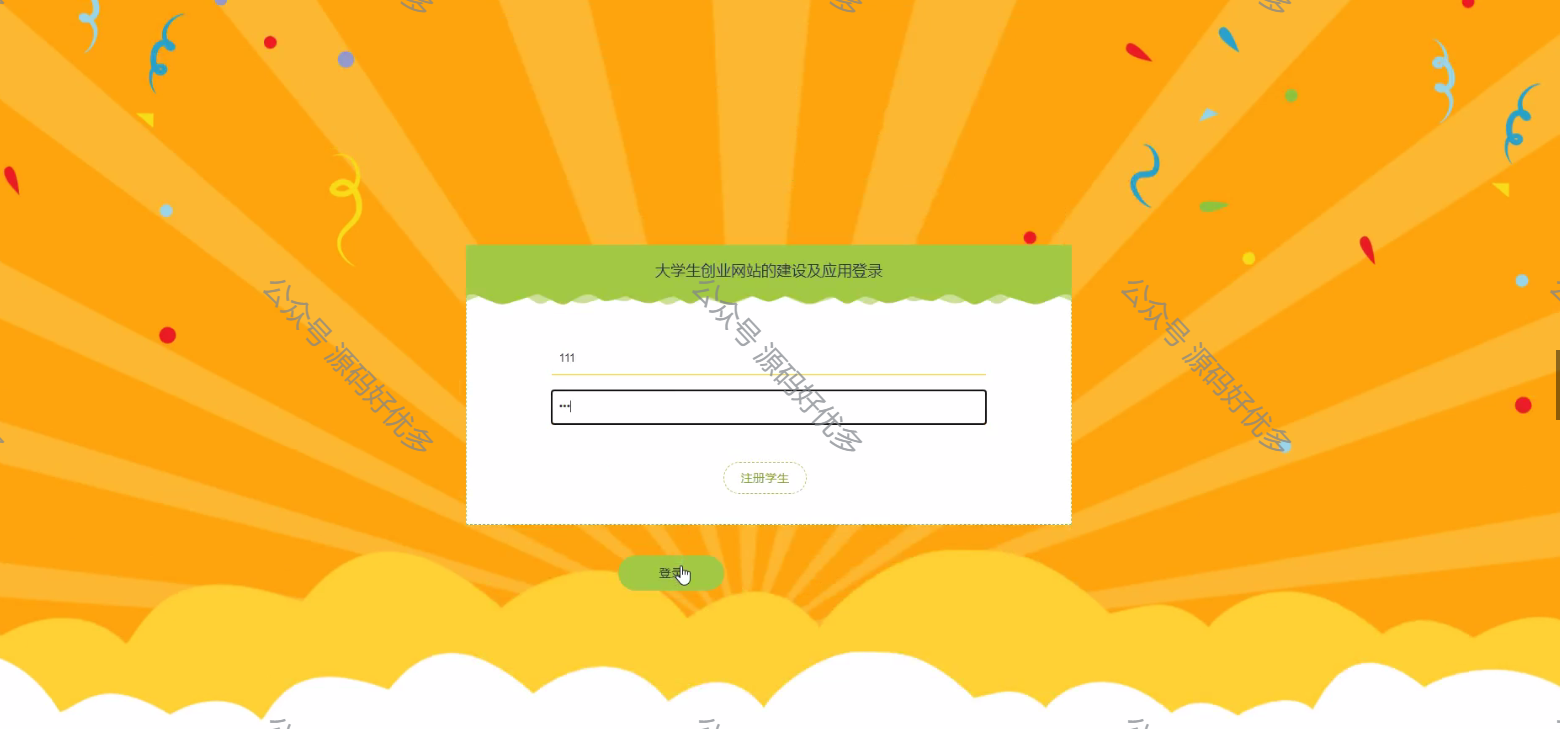 大学生创业网站的建设及应用登录
111
•••
注册学生
登录
公众号 源码好优多
公众号 源码好优多
公众号 源码好优多